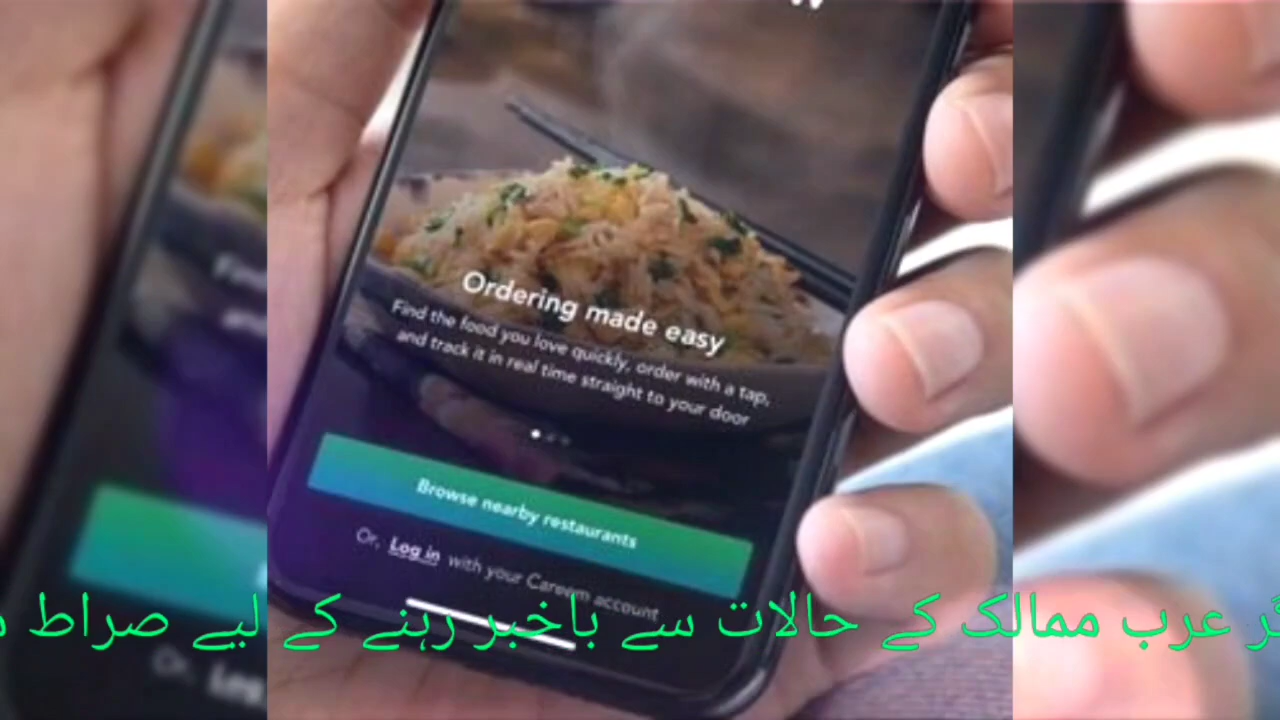 Ordering made easy
Find the food you love quickly, order with a tap,
and track it in real time straight to your door
Browse nearby restaurants
Or, Log in with your Careem account
عرب ممالک کے حالات سے باخبر رہنے کے لیے صراط